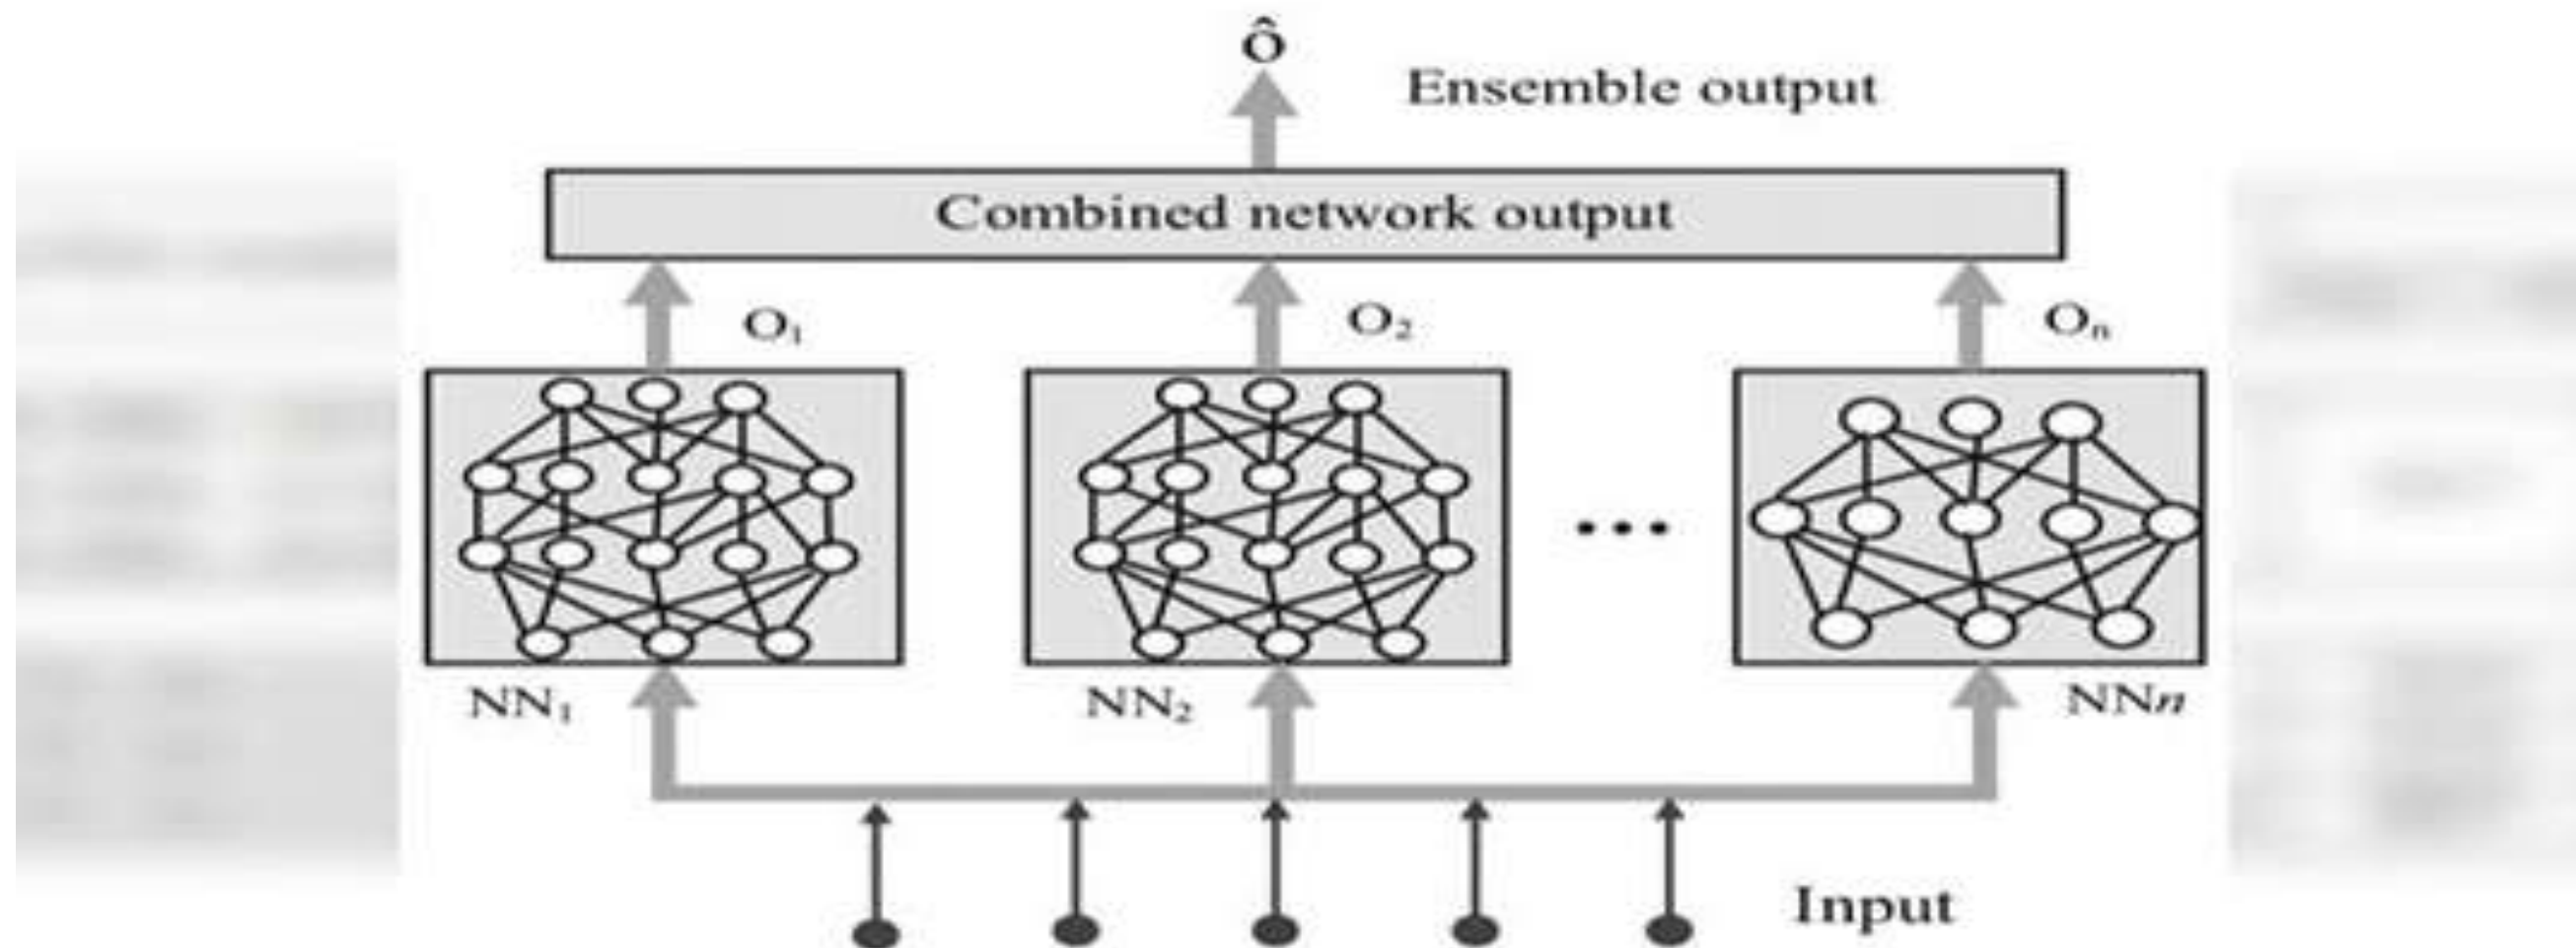 ô
Ensemble output
Combined network output
O₁ O₂ Oₙ
NN₁ NN₂ NNn
Input